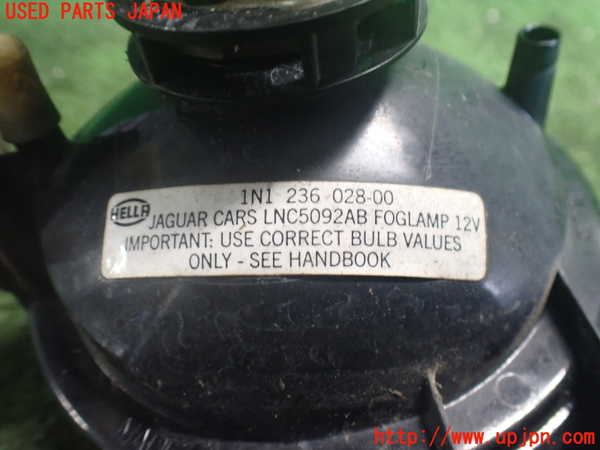 USED PARTS JAPAN
1N1 236 028-00
HELLA
JAGUAR CARS LNC5092AB FOGLAMP 12V
IMPORTANT: USE CORRECT BULB VALUES
ONLY - SEE HANDBOOK
http://www.upjpn.com/